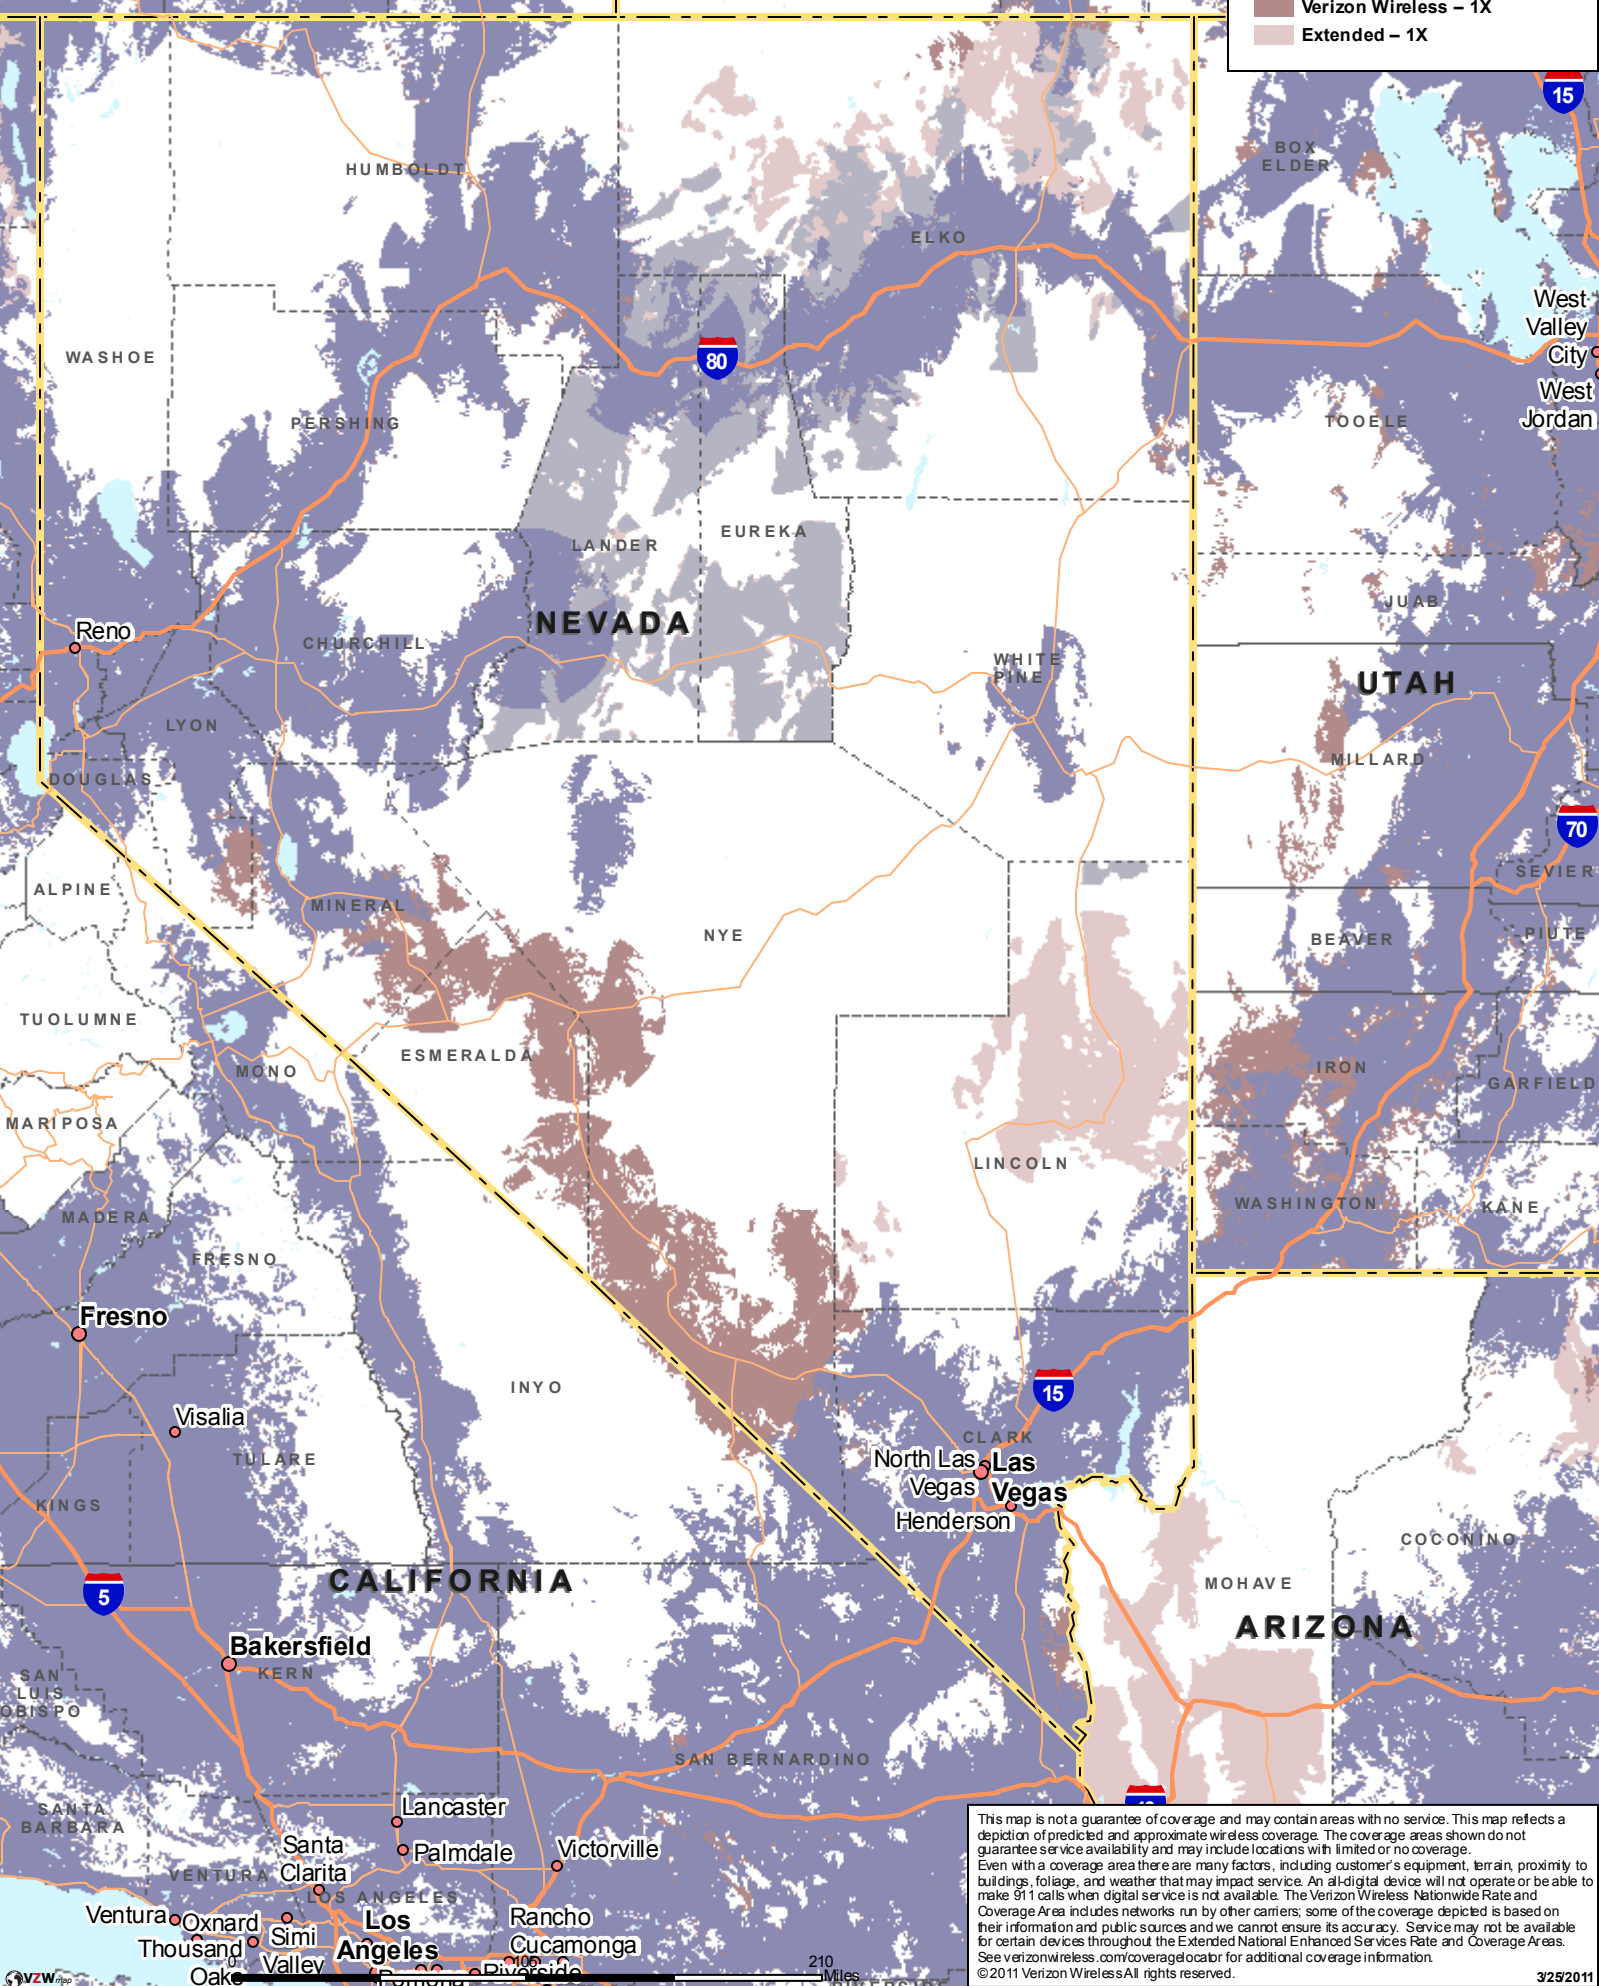 Verizon Wireless – 1X
Extended – 1X
15
BOX
ELDER
HUMBOLDT
ELKO
West
Valley
City
West
Jordan
WASHOE
80
PERSHING
TOOELE
LANDER
EUREKA
JUAB
NEVADA
Reno
CHURCHILL
WHITE
PINE
UTAH
LYON
MILLARD
DOUGLAS
70
SEVIER
ALPINE
MINERAL
NYE
BEAVER
PIUTE
TUOLUMNE
ESMERALDA
MONO
IRON
GARFIELD
MARIPOSA
LINCOLN
MADERA
WASHINGTON
KANE
FRESNO
Fresno
INYO
15
Visalia
CLARK
TULARE
North Las
Vegas
Las
Vegas
KINGS
Henderson
COCONINO
CALIFORNIA
MOHAVE
5
ARIZONA
Bakersfield
KERN
SAN
LUIS
OBISPO
SAN BERNARDINO
SANTA
BARBARA
Lancaster
Santa
Clarita
Palmdale
Victorville
VENTURA
LOS ANGELES
Ventura
Oxnard
Simi
Valley
Thousand
Oaks
Los
Angeles
Rancho
Cucamonga
Pomona
Riverside
RIVERSIDE
0
105
210
Miles
VZWmap
This map is not a guarantee of coverage and may contain areas with no service. This map reflects a
depiction of predicted and approximate wireless coverage. The coverage areas shown do not
guarantee service availability and may include locations with limited or no coverage.
Even with a coverage area there are many factors, including customer's equipment, terrain, proximity to
buildings, foliage, and weather that may impact service. An all-digital device will not operate or be able to
make 911 calls when digital service is not available. The Verizon Wireless Nationwide Rate and
Coverage Area includes networks run by other carriers; some of the coverage depicted is based on
their information and public sources and we cannot ensure its accuracy. Service may not be available
for certain devices throughout the Extended National Enhanced Services Rate and Coverage Areas.
See verizonwireless.com/coveragelocator for additional coverage information.
©2011 Verizon Wireless All rights reserved.
3/25/2011